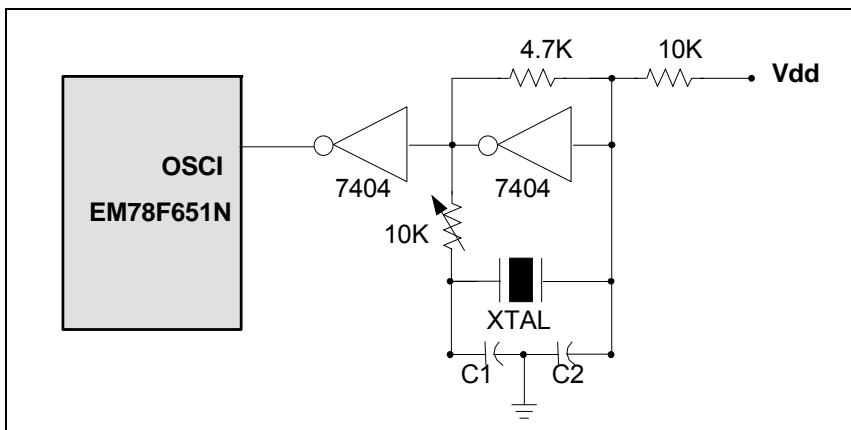 4.7K
10K
Vdd
OSCI
EM78F651N
7404
7404
10K
XTAL
C1
C2